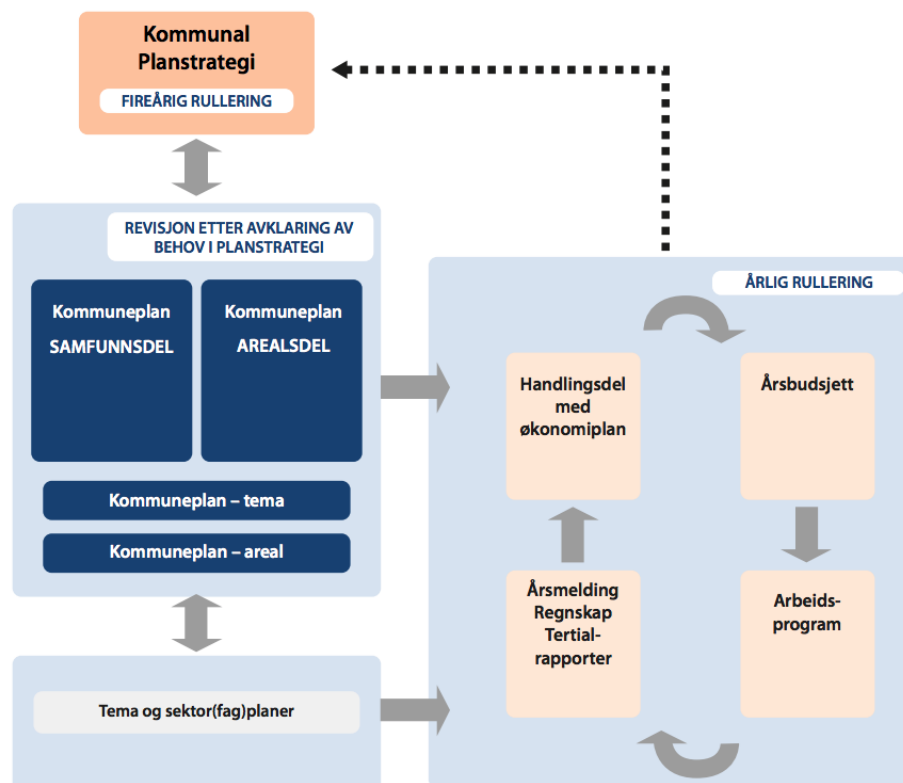 Kommunal
Planstrategi
FIREÅRIG RULLERING
REVISJON ETTER AVKLARING AV
BEHOV I PLANSTRATEGI
Kommuneplan
SAMFUNNSDEL
Kommuneplan
AREALSDEL
Kommuneplan – tema
Kommuneplan – areal
Tema og sektor(fag)planer
ÅRLIG RULLERING
Handlingsdel
med
økonomiplan
Årsbudsjett
Årsmelding
Regnskap
Tertial-
rapporter
Arbeids-
program